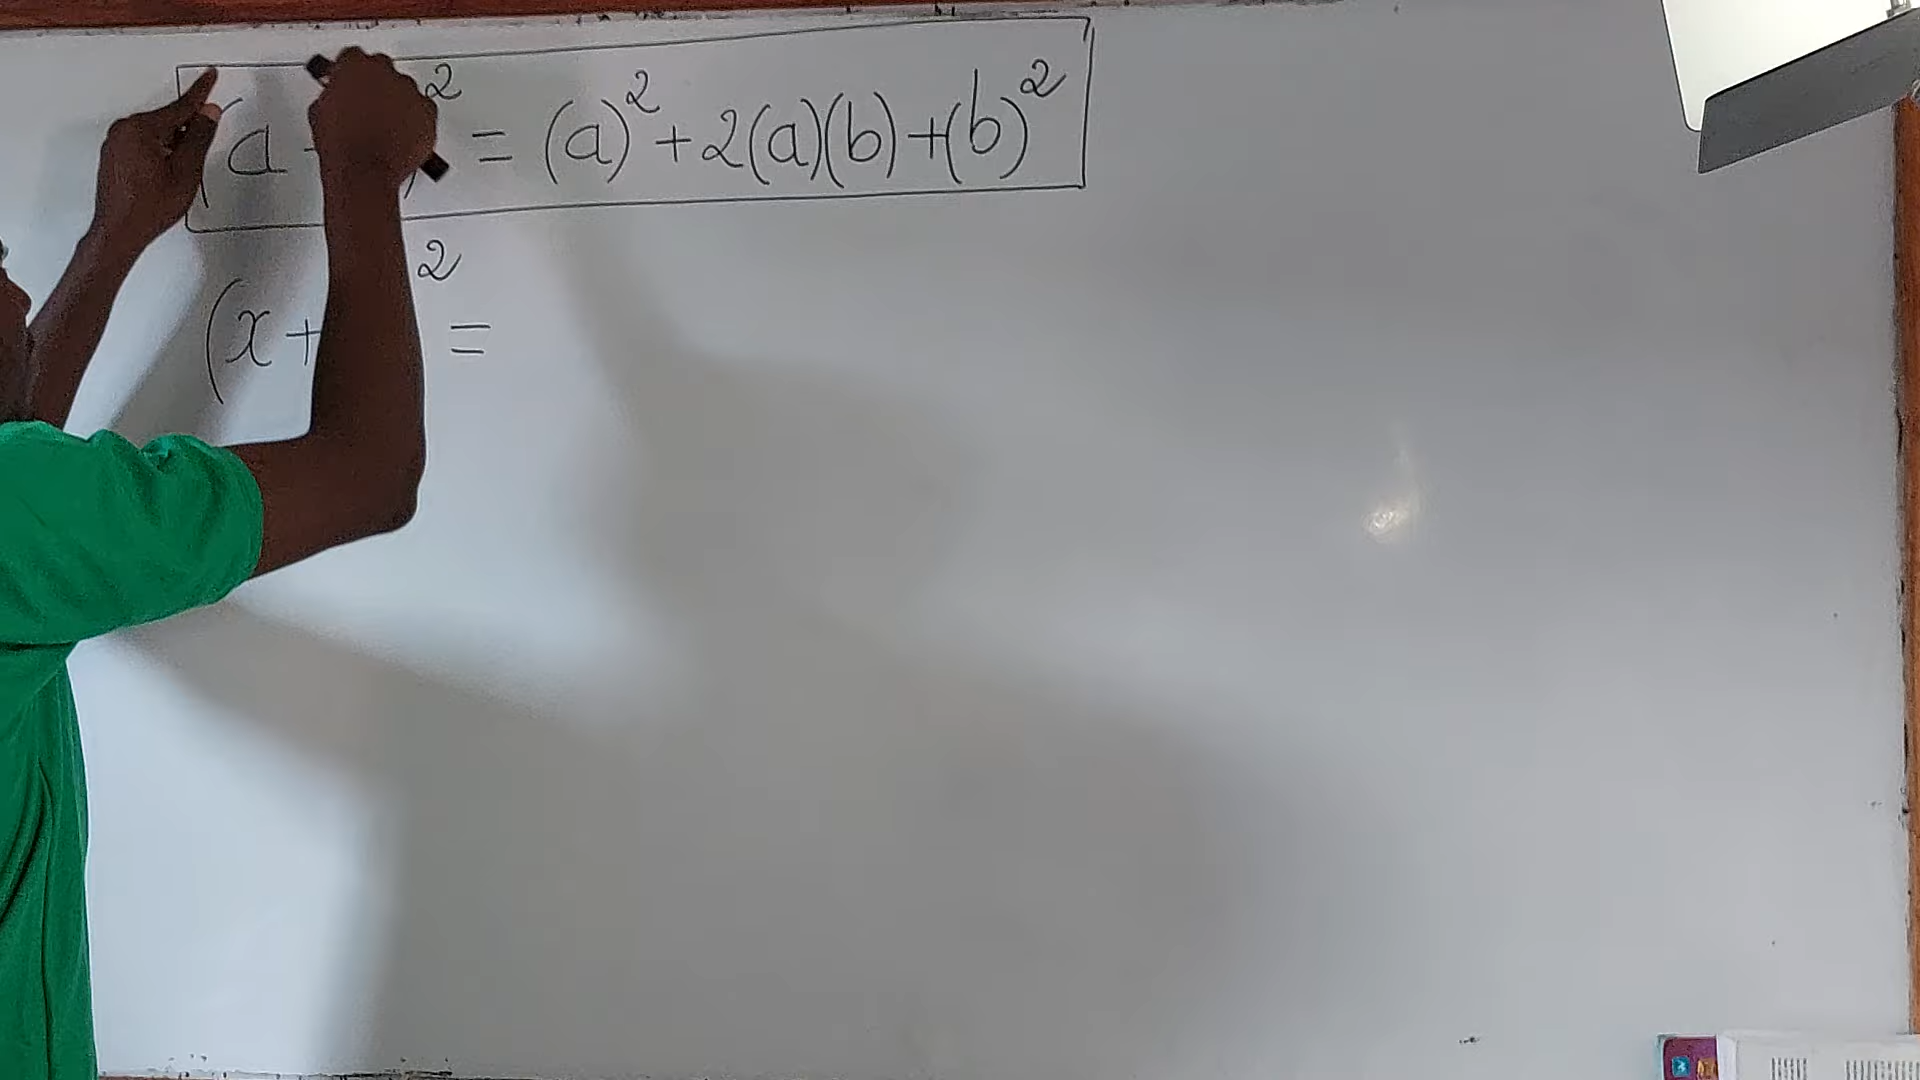 (a )² = (a)² + 2(a)(b) + (b)²
(x + ² =